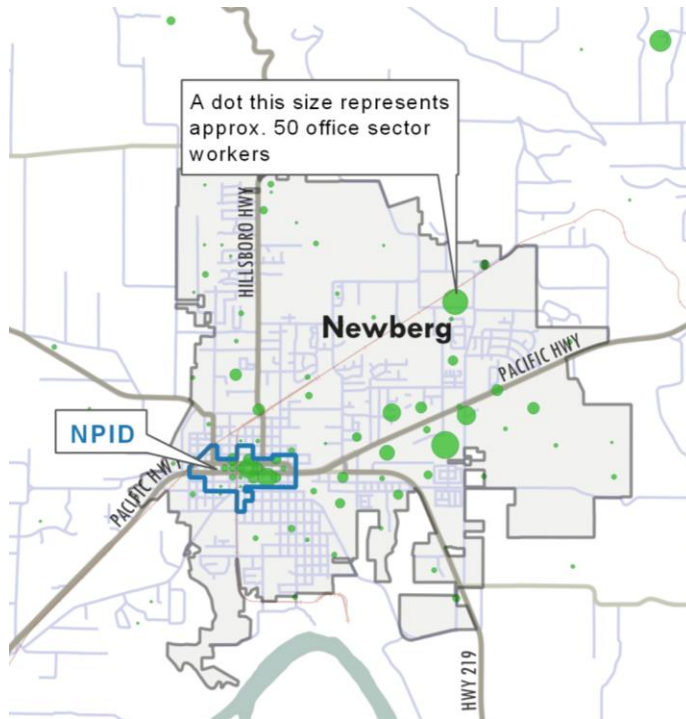 A dot this size represents
approx. 50 office sector
workers
HILLSBORO HWY
Newberg
PACIFIC HWY
NPID
PACIFIC HWY
HWY 219